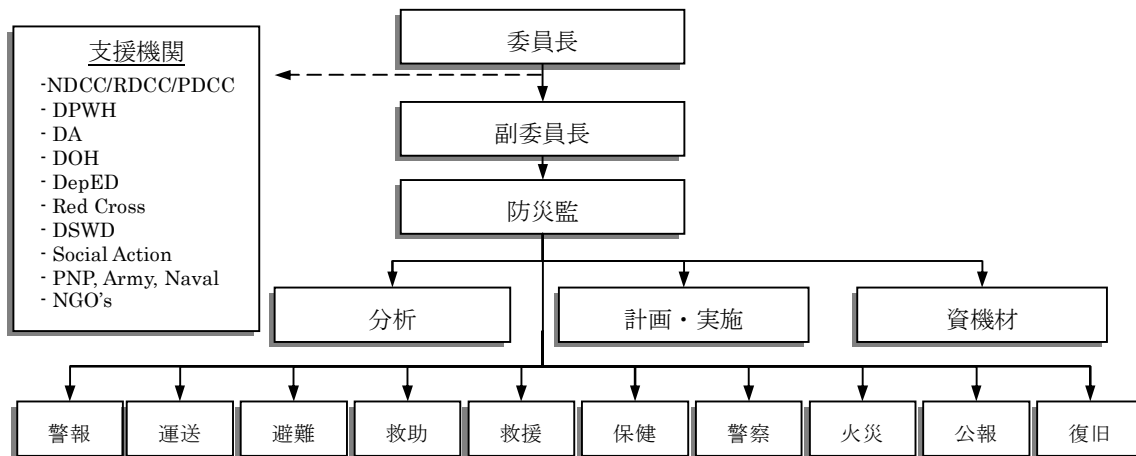 支援機関
-NDCC/RDCC/PDCC
- DPWH
- DA
- DOH
- DepED
- Red Cross
- DSWD
- Social Action
- PNP, Army, Naval
- NGO's
委員長
副委員長
防災監
分析
計画・実施
資機材
警報
運送
避難
救助
救援
保健
警察
火災
公報
復旧